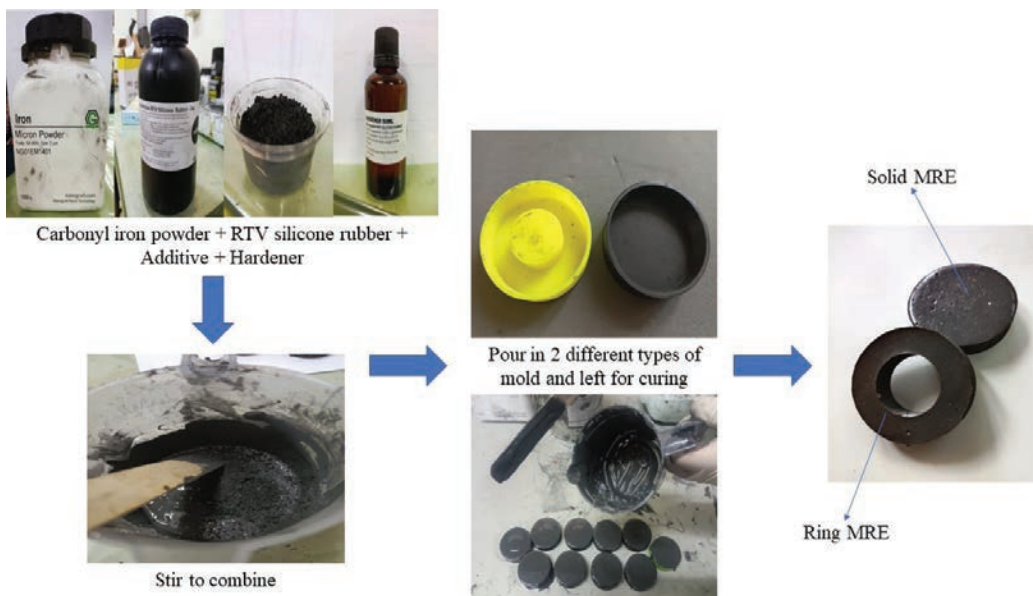 Iron
Micron Powder
Carbonyl iron powder + RTV silicone rubber +
Additive + Hardener
Stir to combine
Pour in 2 different types of
mold and left for curing
Solid MRE
Ring MRE